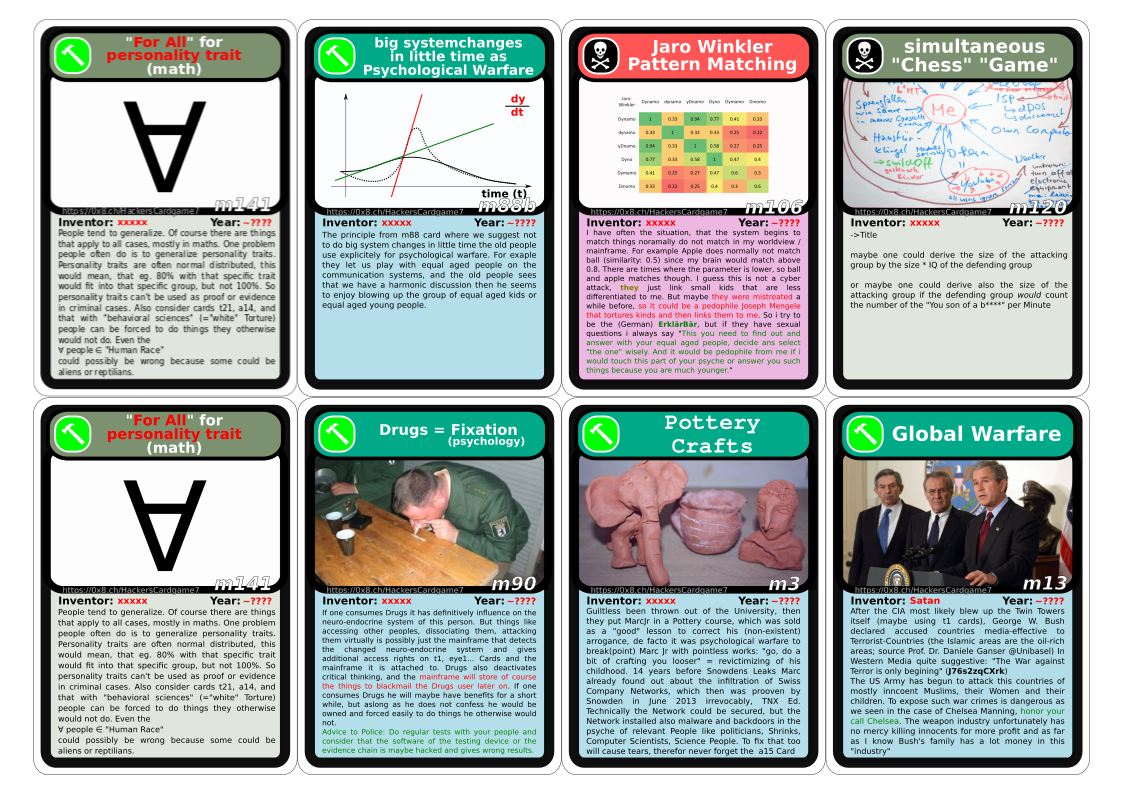 "For All" for
personality trait
(math)
∀
m141
https://0x8.ch/HackersCardgame7
Inventor: xxxxx Year: ~????
People tend to generalize. Of course there are things
that apply to all cases, mostly in maths. One problem
people often do is to generalize personality traits.
Personality traits are often normal distributed, this
would mean, that eg. 80% with that specific trait
would fit into that specific group, but not 100%. So
personality traits can't be used as proof or evidence
in criminal cases. Also consider cards t21, a14, and
that with "behavioral sciences" (="white" Torture)
people can be forced to do things they otherwise
would not do. Even the
∀ people ∈ "Human Race"
could possibly be wrong because some could be
aliens or reptilians.
big systemchanges
in little time as
Psychological Warfare
dy
dt
time (t)
m88b
https://0x8.ch/HackersCardgame7
Inventor: xxxxx Year: ~????
The principle from m88 card where we suggest not
to do big system changes in little time the old people
use explicitely for psychological warfare. For exaple
they let us play with equal aged people on the
communication systems, and the old people sees
that we have a harmonic discussion then he seems
to enjoy blowing up the group of equal aged kids or
equal aged young people.
Jaro Winkler
Pattern Matching
Jaro-
Winkler Dynamo dynamo yDnamo Dyno Dymamo Dinomo
Dynamo 1 0.33 0.94 0.77 0.41 0.33
dynamo 0.33 1 0.33 0.33 0.25 0.22
yDnamo 0.94 0.33 1 0.58 0.27 0.25
Dyno 0.77 0.33 0.58 1 0.47 0.4
Dymamo 0.41 0.25 0.27 0.47 0.6 0.3
Dinamo 0.33 0.22 0.25 0.4 0.3 0.6
m106
https://0x8.ch/HackersCardgame7
Inventor: xxxxx Year: ~????
I have often the situation, that the system begins to
match things noramally do not match in my worldview /
mainframe. For example Apple does normally not match
ball (similarity: 0.5) since my brain would match above
0.8. There are times where the parameter is lower, so ball
and apple matches though. I guess this is not a cyber
attack, they just link small kids that are less
differentiated to me. But maybe they were mistreated a
while before, so it could be a pedophile Joseph Mengele
that tortures kinds and then links them to me. So i try to
be the (German) ErklärBär, but if they have sexual
questions i always say "This you need to find out and
answer with your equal aged people, decide ans select
"the one" wisely. And it would be pedophile from me if i
would touch this part of your psyche or answer you such
things because you are much younger."
simultaneous
"Chess" "Game"
Me
ISP
dDOS
disconnect
Own Computer
Haustür-
klingel
Youtube
unknown:
turn off all
electronic
equipment
m120
https://0x8.ch/HackersCardgame7
Inventor: xxxxx Year: ~????
->Title
maybe one could derive the size of the attacking
group by the size * IQ of the defending group
or maybe one could derive also the size of the
attacking group if the defending group would count
the number of the "You son of a b****" per Minute
"For All" for
personality trait
(math)
∀
m141
https://0x8.ch/HackersCardgame7
Inventor: xxxxx Year: ~????
People tend to generalize. Of course there are things
that apply to all cases, mostly in maths. One problem
people often do is to generalize personality traits.
Personality traits are often normal distributed, this
would mean, that eg. 80% with that specific trait
would fit into that specific group, but not 100%. So
personality traits can't be used as proof or evidence
in criminal cases. Also consider cards t21, a14, and
that with "behavioral sciences" (="white" Torture)
people can be forced to do things they otherwise
would not do. Even the
∀ people ∈ "Human Race"
could possibly be wrong because some could be
aliens or reptilians.
Drugs = Fixation
(psychology)
m90
https://0x8.ch/HackersCardgame7
Inventor: xxxxx Year: ~????
If one consumes Drugs it has definitively influence on the
neuro-endocrine system of this person. But things like
accessing other peoples, dissociating them, attacking
them virtually is possibly just the mainframe that detects
the changed neuro-endocrine system and gives
additional access rights on t1, eye1... Cards and the
mainframe it is attached to. Drugs also deactivates
critical thinking, and the mainframe will store of course
the things to blackmail the Drugs user later on. If one
consumes Drugs he will maybe have benefits for a short
while, but aslong as he does not confess he would be
owned and forced easily to do things he otherwise would
not.
Advice to Police: Do regular tests with your people and
consider that the software of the testing device or the
evidence chain is maybe hacked and gives wrong results.
Pottery
Crafts
m3
https://0x8.ch/HackersCardgame7
Inventor: xxxxx Year: ~????
Guiltless been thrown out of the University, then
they put MarcJr in a Pottery course, which was sold
as a "good" lesson to correct his (non-existent)
arrogance, de facto it was psychological warfare to
break(point) Marc Jr with pointless works: "go, do a
bit of crafting you looser" = revictimizing of his
childhood. 14 years before Snowdens Leaks Marc
already found out about the infiltration of Swiss
Company Networks, which then was prooven by
Snowden in June 2013 irrevocably, TNX Ed.
Technically the Network could be secured, but the
Network installed also malware and backdoors in the
psyche of relevant People like politicians, Shrinks,
Computer Scientists, Science People. To fix that too
will cause tears, therefor never forget the a15 Card
Global Warfare
m13
https://0x8.ch/HackersCardgame7
Inventor: Satan Year: ~????
After the CIA most likely blew up the Twin Towers
itself (maybe using t1 cards), George W. Bush
declared accused countries media-effective to
Terrorist-Countries (the Islamic areas are the oil-rich
areas; source Prof. Dr. Daniele Ganser @Unibasel) In
Western Media quite suggestive: "The War against
Terror is only begining" (J76s2zqCXrk)
The US Army has begun to attack this countries of
mostly inncoent Muslims, their Women and their
children. To expose such war crimes is dangerous as
we seen in the case of Chelsea Manning, honor your
call Chelsea. The weapon industry unfortunately has
no mercy killing innocents for more profit and as far
as I know Bush's family has a lot money in this
"industry"